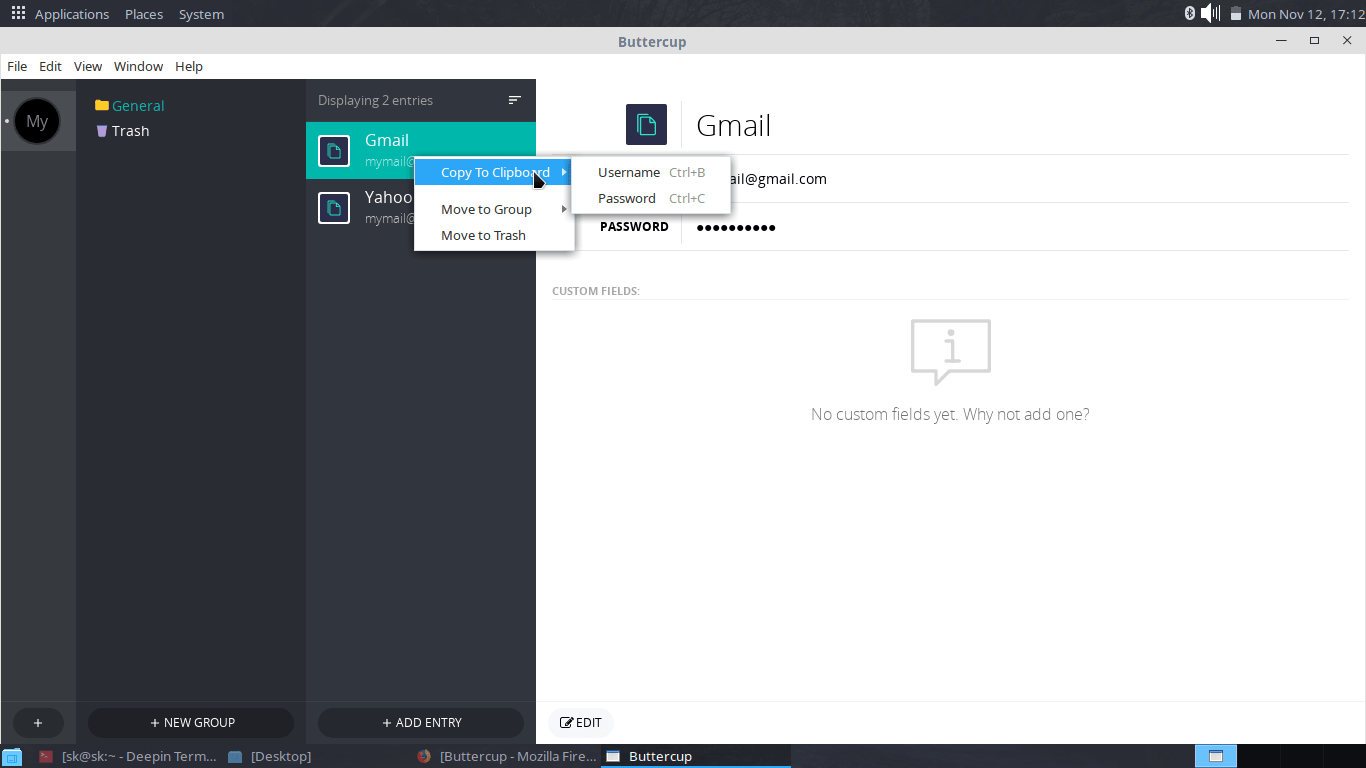 Applications Places System Mon Nov 12, 17:12
Buttercup
File Edit View Window Help
My
General
Trash
Displaying 2 entries
Gmail
mymail@
Yahoo
mymail@
Copy To Clipboard
Move to Group
Move to Trash
Username Ctrl+B
Password Ctrl+C
Gmail
ail@gmail.com
PASSWORD ●●●●●●●●●●
CUSTOM FIELDS:
No custom fields yet. Why not add one?
+ + NEW GROUP + ADD ENTRY EDIT
[sk@sk:~ - Deepin Term... [Desktop] [Buttercup - Mozilla Fire... Buttercup